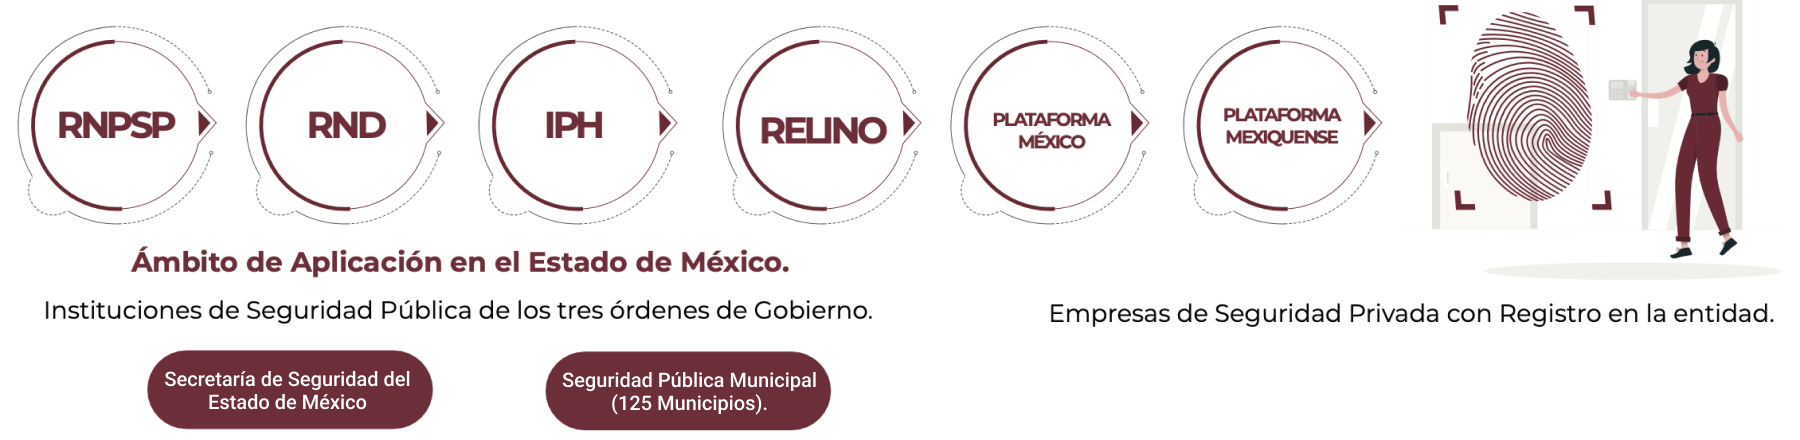 RNPSP
RND
IPH
RELINO
PLATAFORMA
MÉXICO
PLATAFORMA
MEXIQUENSE
Ámbito de Aplicación en el Estado de México.
Instituciones de Seguridad Pública de los tres órdenes de Gobierno.
Empresas de Seguridad Privada con Registro en la entidad.
Secretaría de Seguridad del
Estado de México
Seguridad Pública Municipal
(125 Municipios).